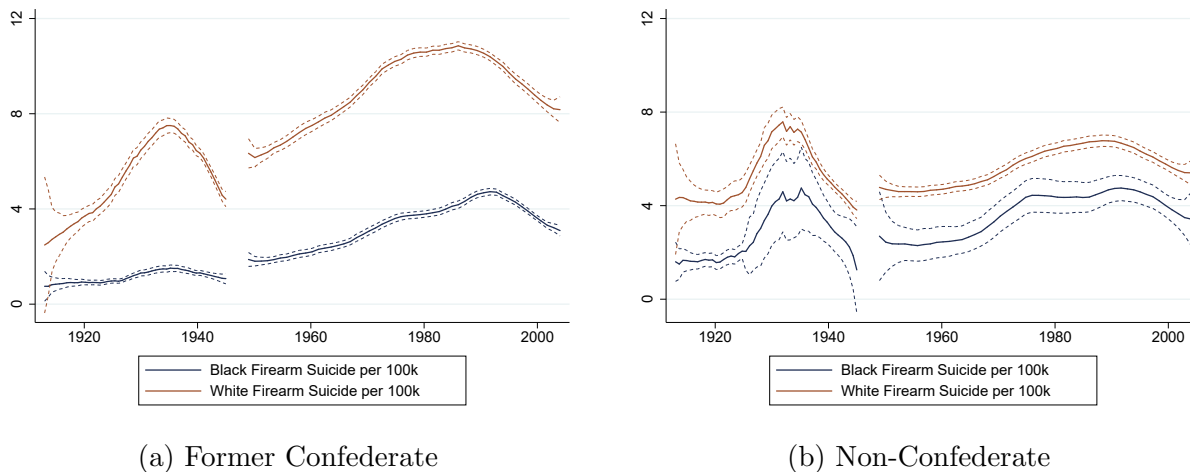 12
8
4
0
1920 1940 1960 1980 2000
Black Firearm Suicide per 100k
White Firearm Suicide per 100k
(a) Former Confederate
12
8
4
0
1920 1940 1960 1980 2000
Black Firearm Suicide per 100k
White Firearm Suicide per 100k
(b) Non-Confederate